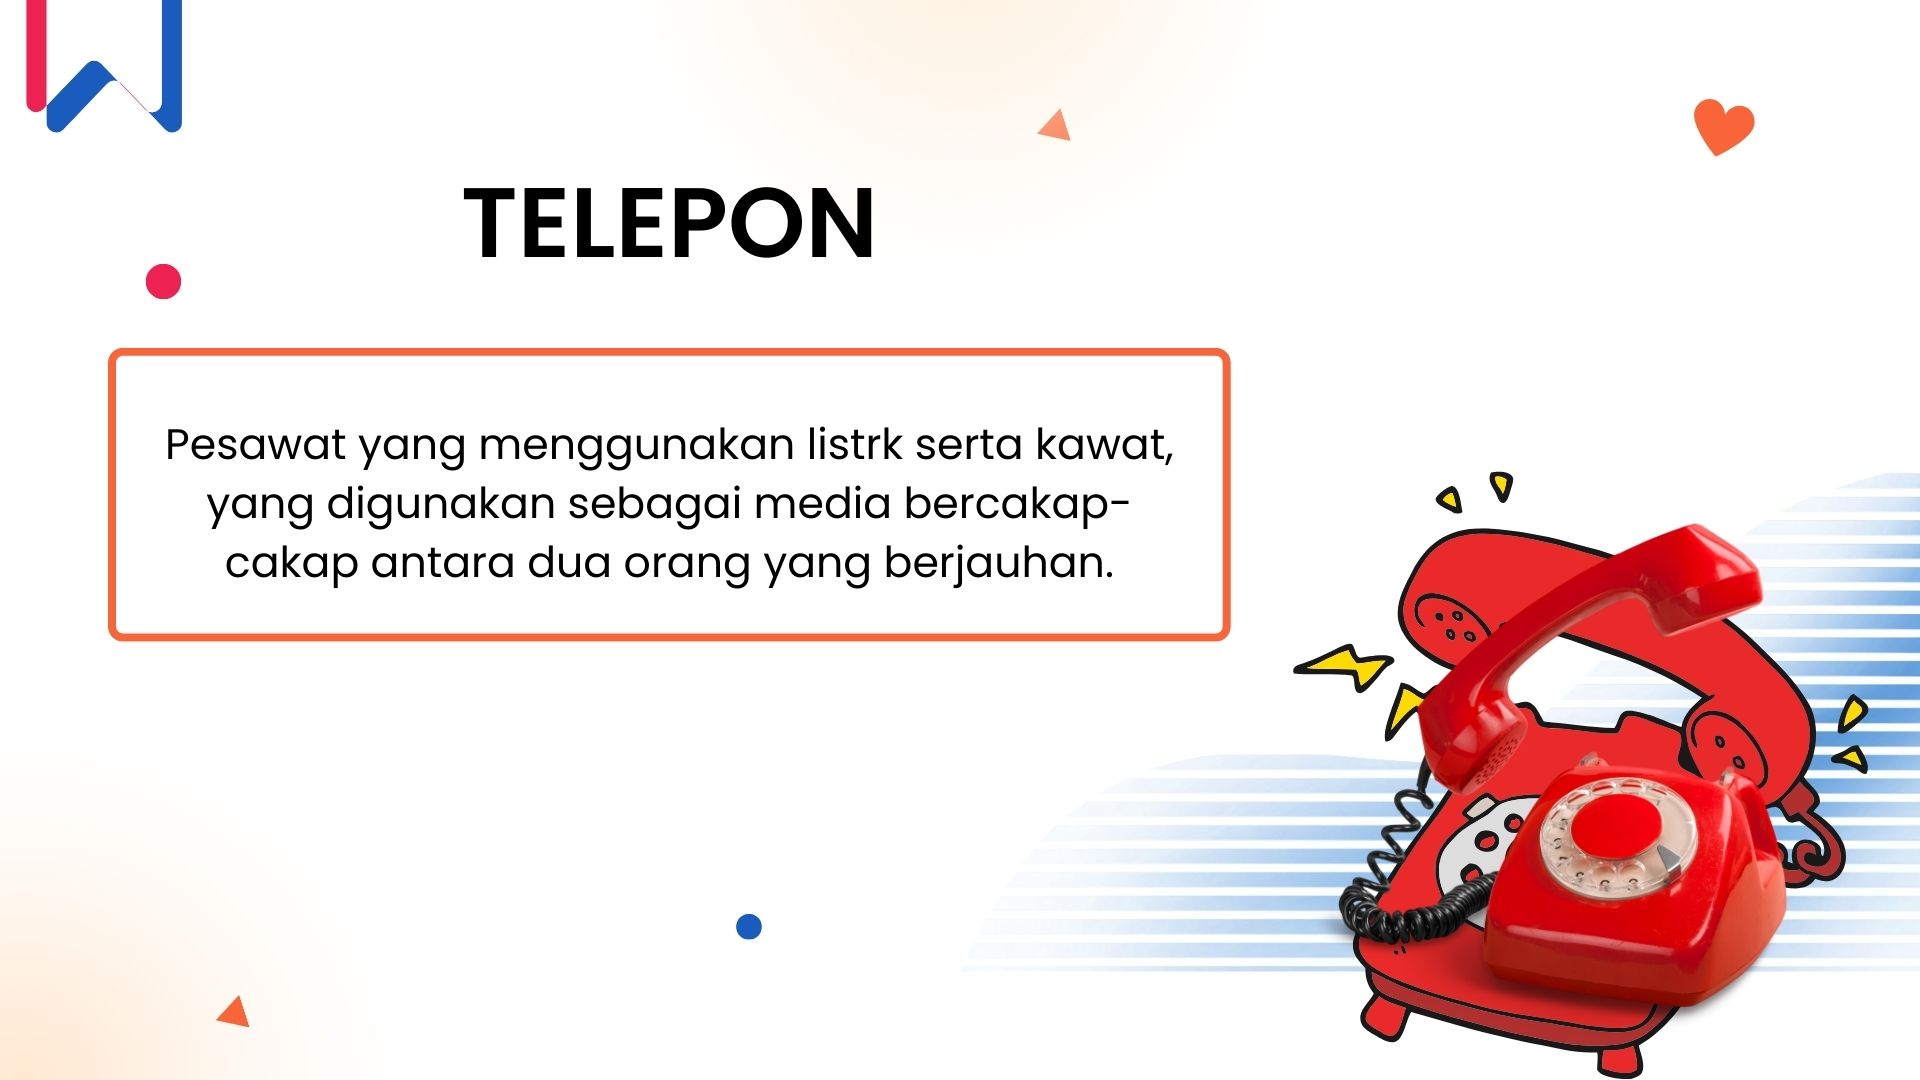 TELEPON
Pesawat yang menggunakan listrk serta kawat,
yang digunakan sebagai media bercakap-
cakap antara dua orang yang berjauhan.